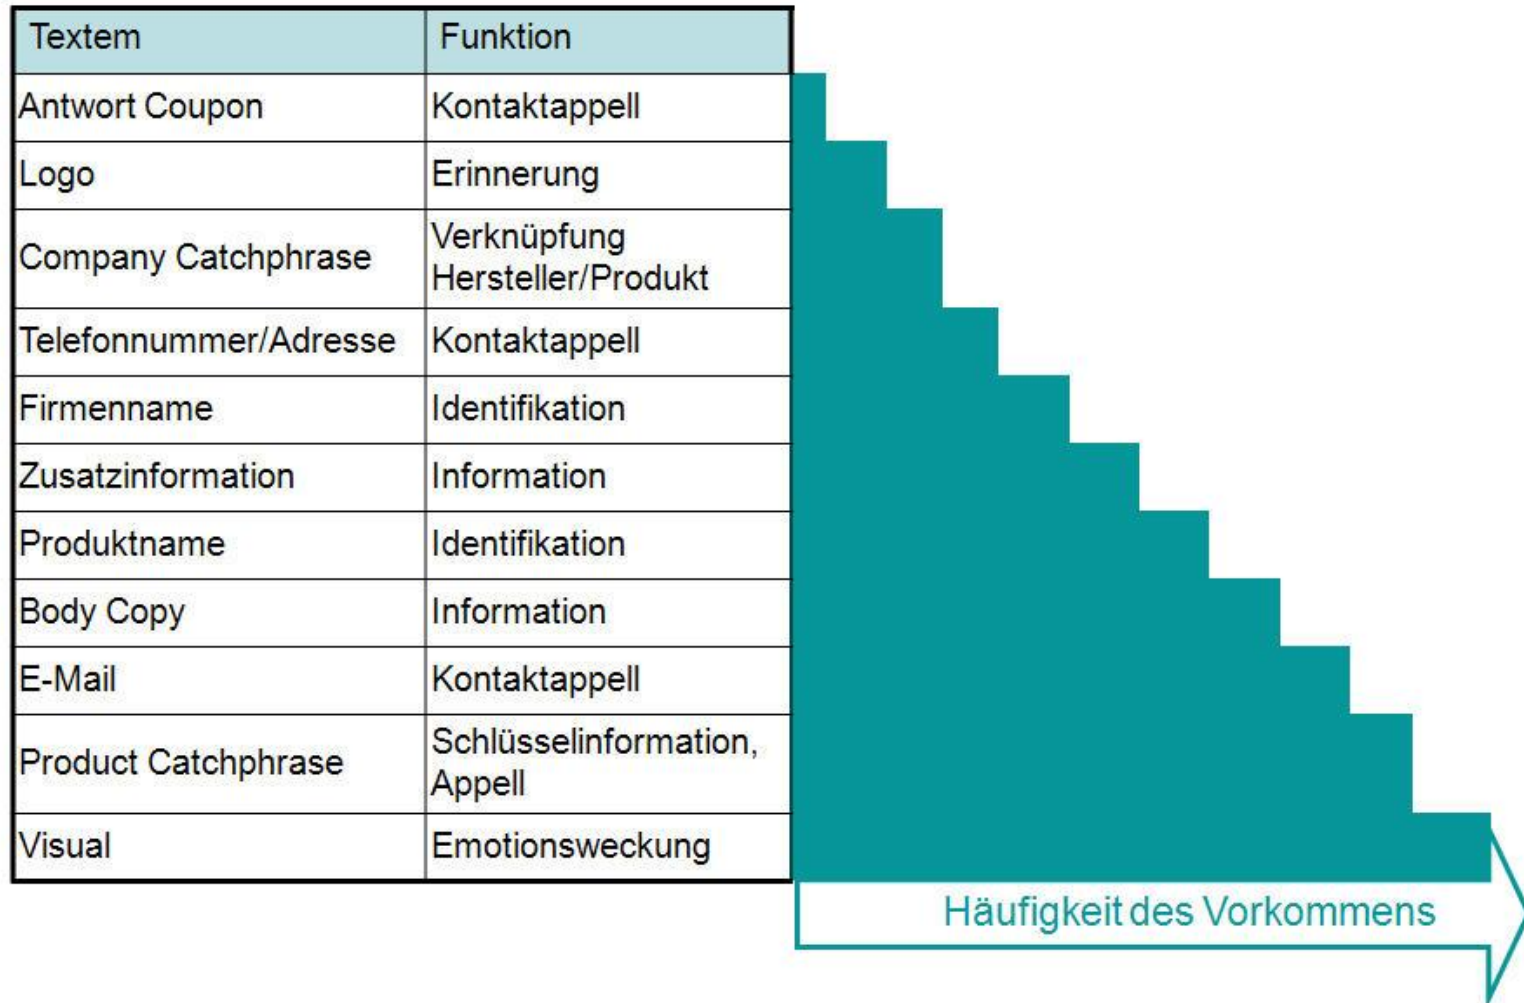 Textem Funktion
Antwort Coupon Kontaktappell
Logo Erinnerung
Company Catchphrase Verknüpfung
Hersteller/Produkt
Telefonnummer/Adresse Kontaktappell
Firmenname Identifikation
Zusatzinformation Information
Produktname Identifikation
Body Copy Information
E-Mail Kontaktappell
Product Catchphrase Schlüsselinformation,
Appell
Visual Emotionsweckung
Häufigkeit des Vorkommens